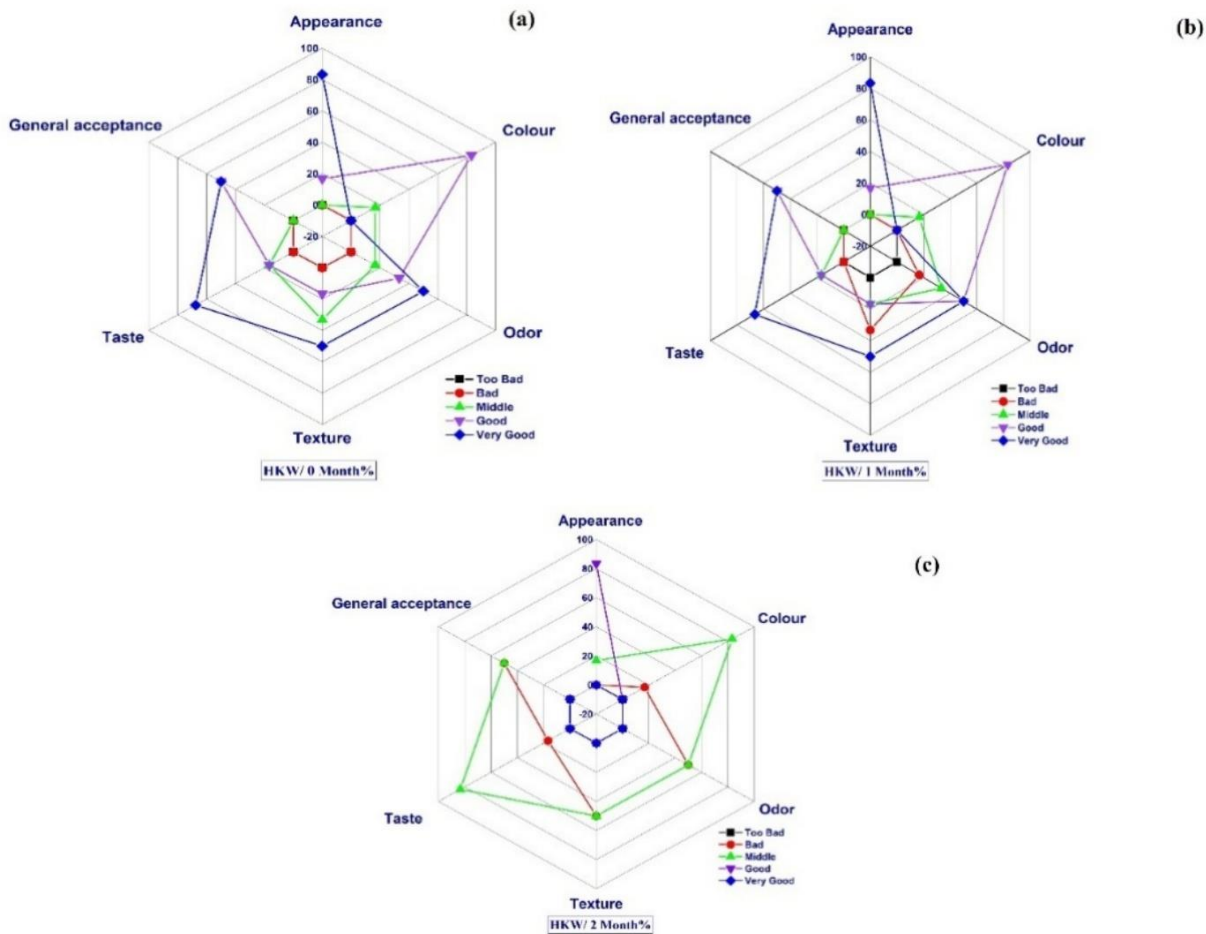 (a)
Appearance
100
80
60
40
20
0
-20
General acceptance
Colour
Taste
Odor
Texture
Too Bad
Bad
Middle
Good
Very Good
HKW/ 0 Month%
(b)
Appearance
100
80
60
40
20
0
-20
General acceptance
Colour
Taste
Odor
Texture
Too Bad
Bad
Middle
Good
Very Good
HKW/ 1 Month%
(c)
Appearance
100
80
60
40
20
0
-20
General acceptance
Colour
Taste
Odor
Texture
Too Bad
Bad
Middle
Good
Very Good
HKW/ 2 Month%